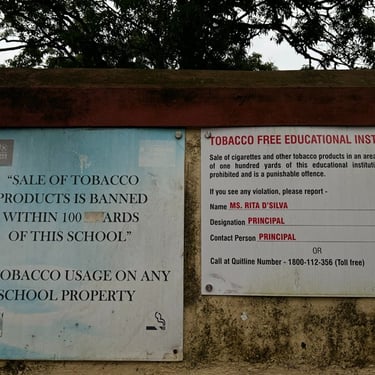 “SALE OF TOBACCO
PRODUCTS IS BANNED
WITHIN 100 ARDS
OF THIS SCHOOL”
TOBACCO USAGE ON ANY
SCHOOL PROPERTY
TOBACCO FREE EDUCATIONAL INST
Sale of cigarettes and other tobacco products in an area
of one hundred yards of this educational instituti
prohibited and is a punishable offence.
If you see any violation, please report -
Name MS. RITA D'SILVA
Designation PRINCIPAL
Contact Person PRINCIPAL
OR
Call at Quitline Number - 1800-112-356 (Toll free)